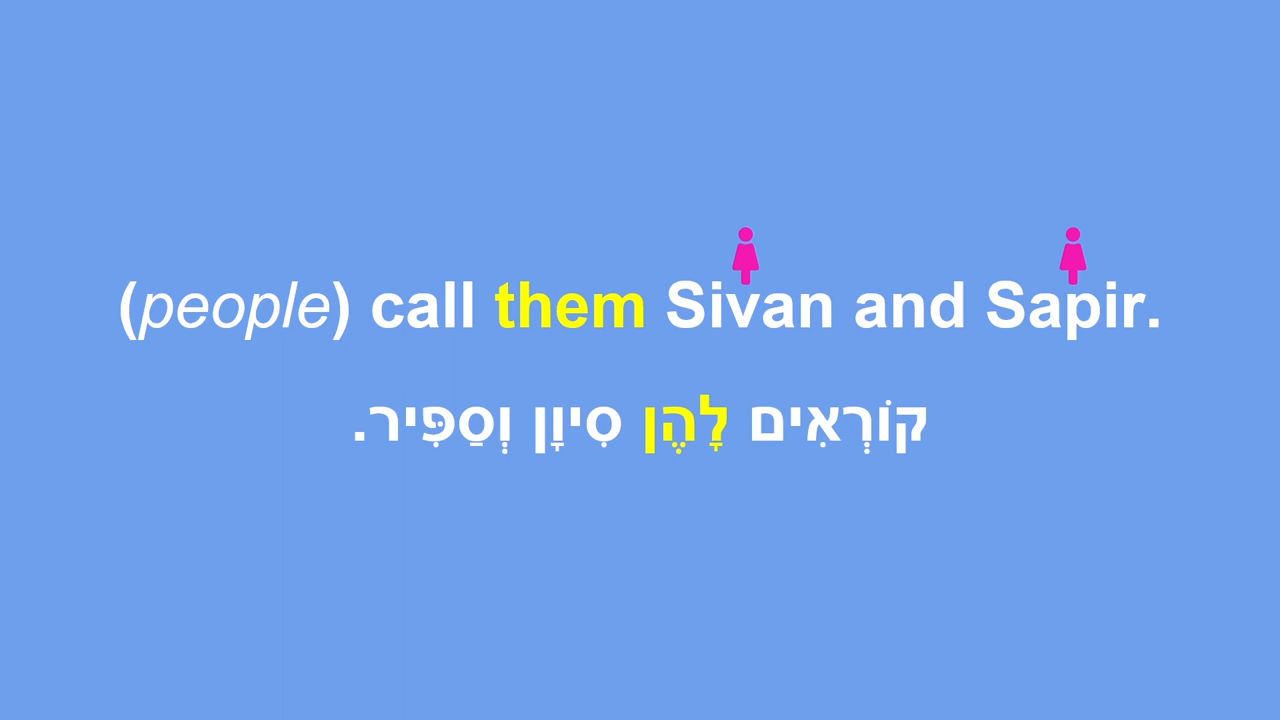 (people) call them Sivan and Sapir.
קוֹרְאִים לָהֶן סִיוָן וְסַפִּיר.